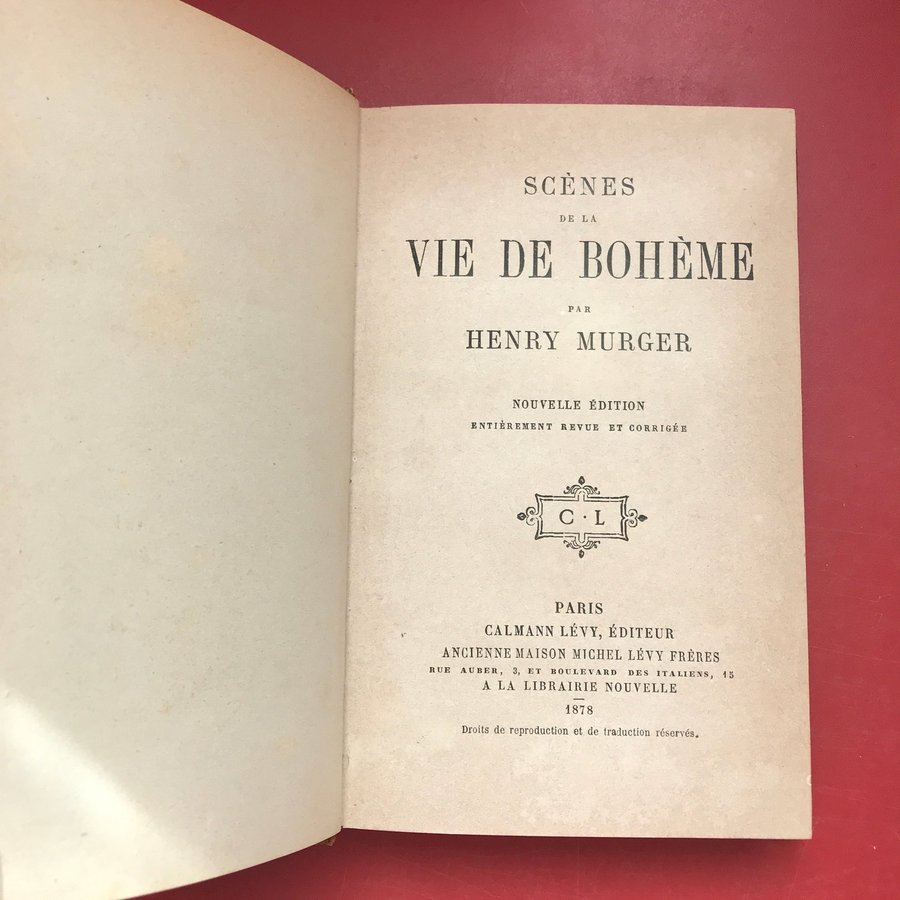 SCÈNES
DE LA
VIE DE BOHÈME
PAR
HENRY MURGER
NOUVELLE ÉDITION
ENTIÈREMENT REVUE ET CORRIGÉE
C·L
PARIS
CALMANN LÉVY, ÉDITEUR
ANCIENNE MAISON MICHEL LÉVY FRÈRES
RUE AUBER, 3, ET BOULEVARD DES ITALIENS, 15
A LA LIBRAIRIE NOUVELLE
1878
Droits de reproduction et de traduction réservés.